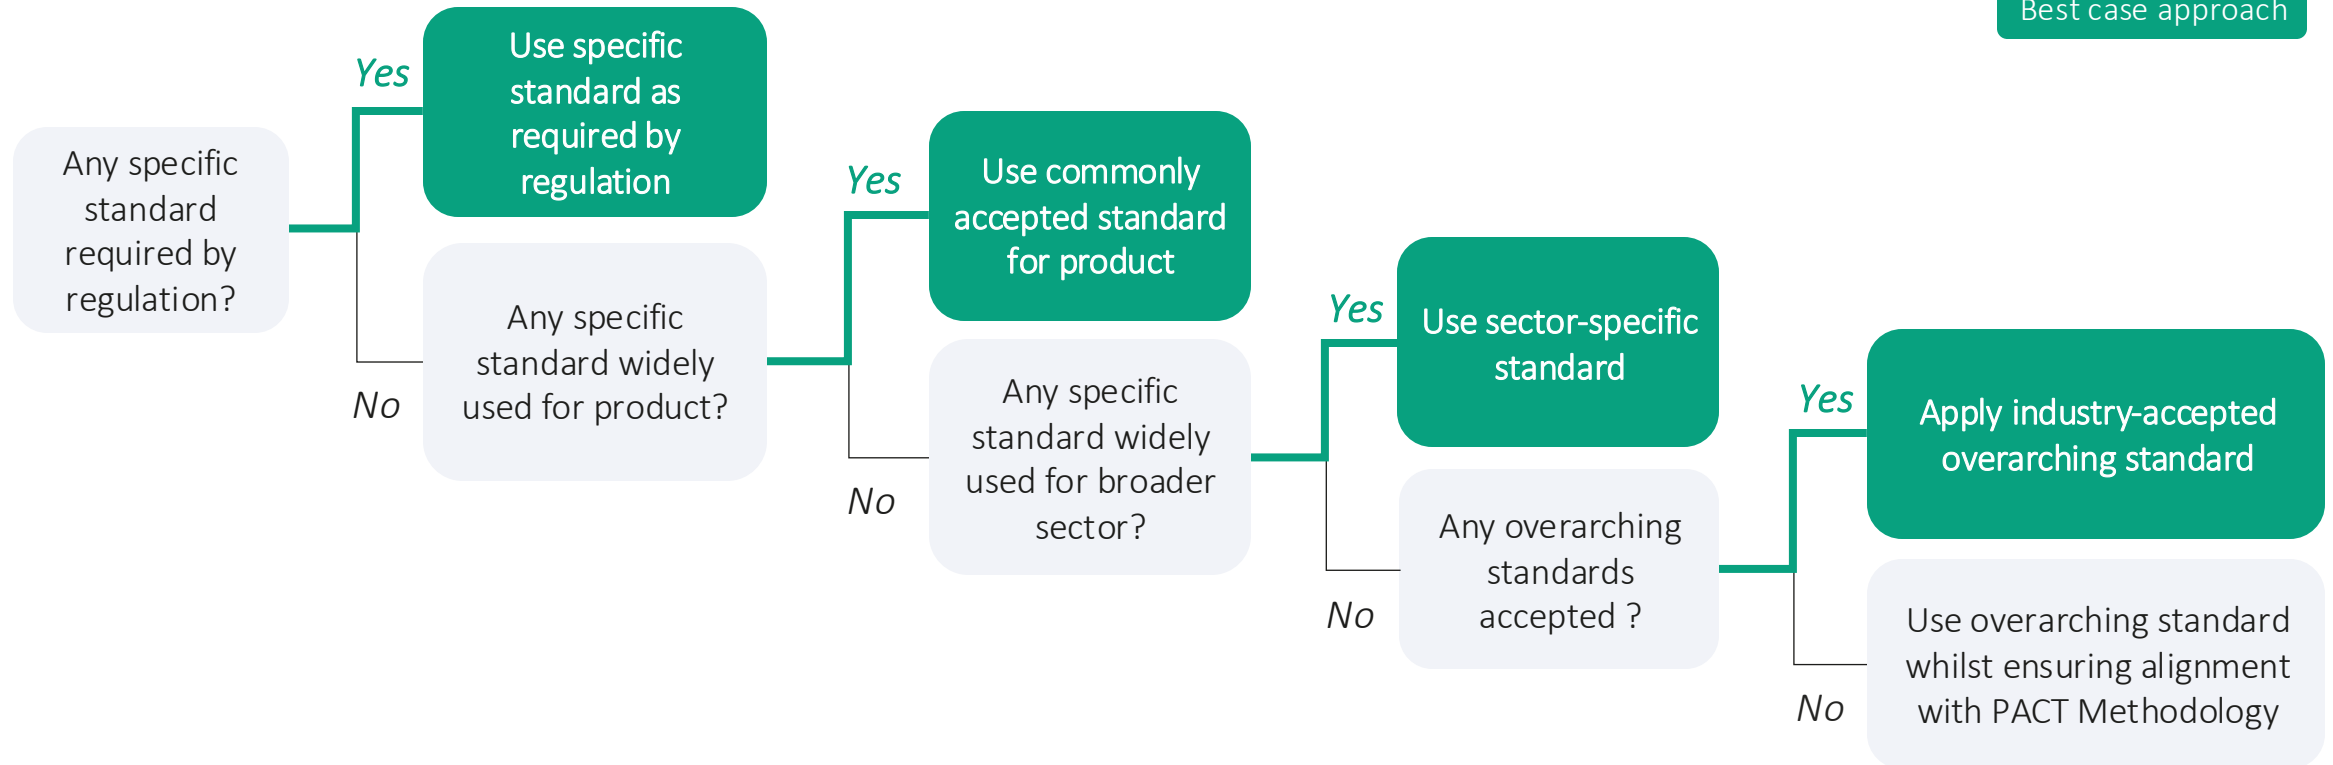 Best case approach
Yes
Use specific
standard as
required by
regulation
Any specific
standard
required by
regulation?
No
Any specific
standard widely
used for product?
Yes
Use commonly
accepted standard
for product
No
Any specific
standard widely
used for broader
sector?
Yes
Use sector-specific
standard
No
Any overarching
standards
accepted ?
Yes
Apply industry-accepted
overarching standard
No
Use overarching standard
whilst ensuring alignment
with PACT Methodology